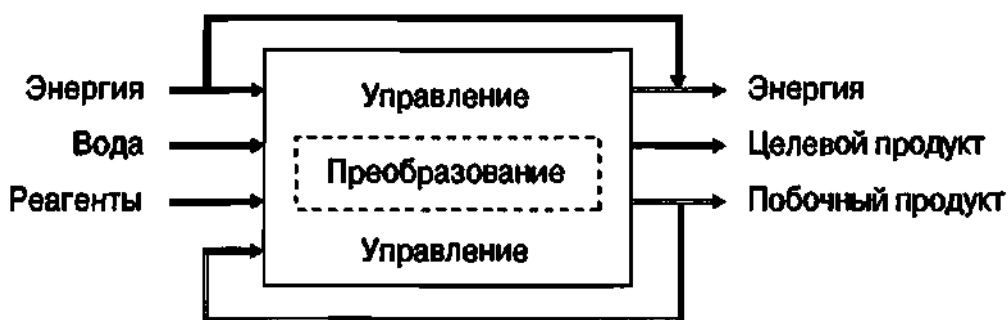 Энергия
Управление
Энергия
Вода
Преобразование
Целевой продукт
Реагенты
Побочный продукт
Управление